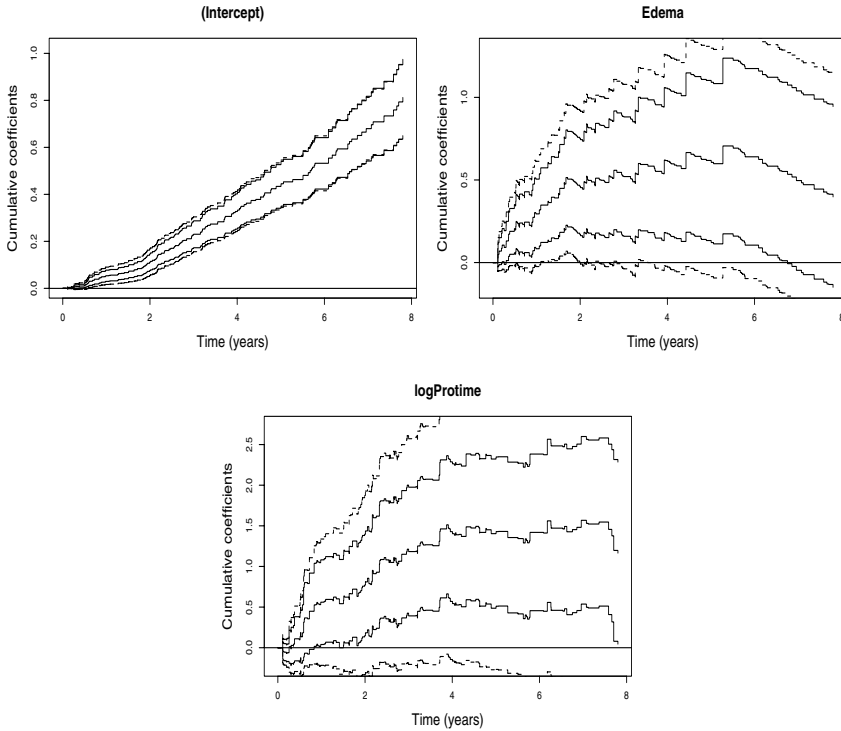 (Intercept)
Cumulative coefficients
0.0 0.2 0.4 0.6 0.8 1.0
0 2 4 6 8
Time (years)
Edema
Cumulative coefficients
0.0 0.5 1.0
0 2 4 6 8
Time (years)
logProtime
Cumulative coefficients
0.0 0.5 1.0 1.5 2.0 2.5
0 2 4 6 8
Time (years)